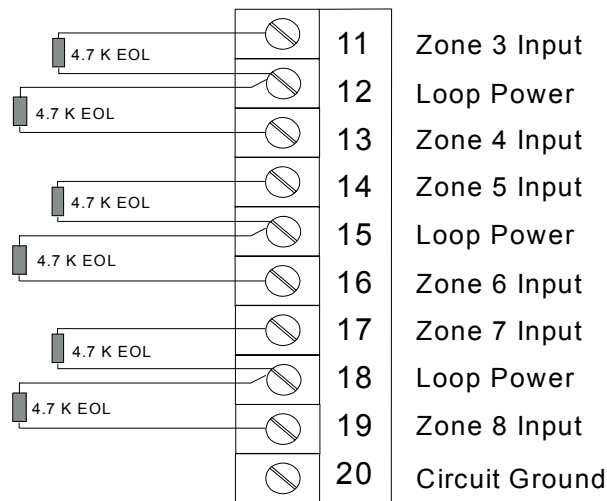 11 Zone 3 Input
4.7 K EOL
12 Loop Power
4.7 K EOL
13 Zone 4 Input
14 Zone 5 Input
4.7 K EOL
15 Loop Power
4.7 K EOL
16 Zone 6 Input
17 Zone 7 Input
4.7 K EOL
18 Loop Power
4.7 K EOL
19 Zone 8 Input
20 Circuit Ground